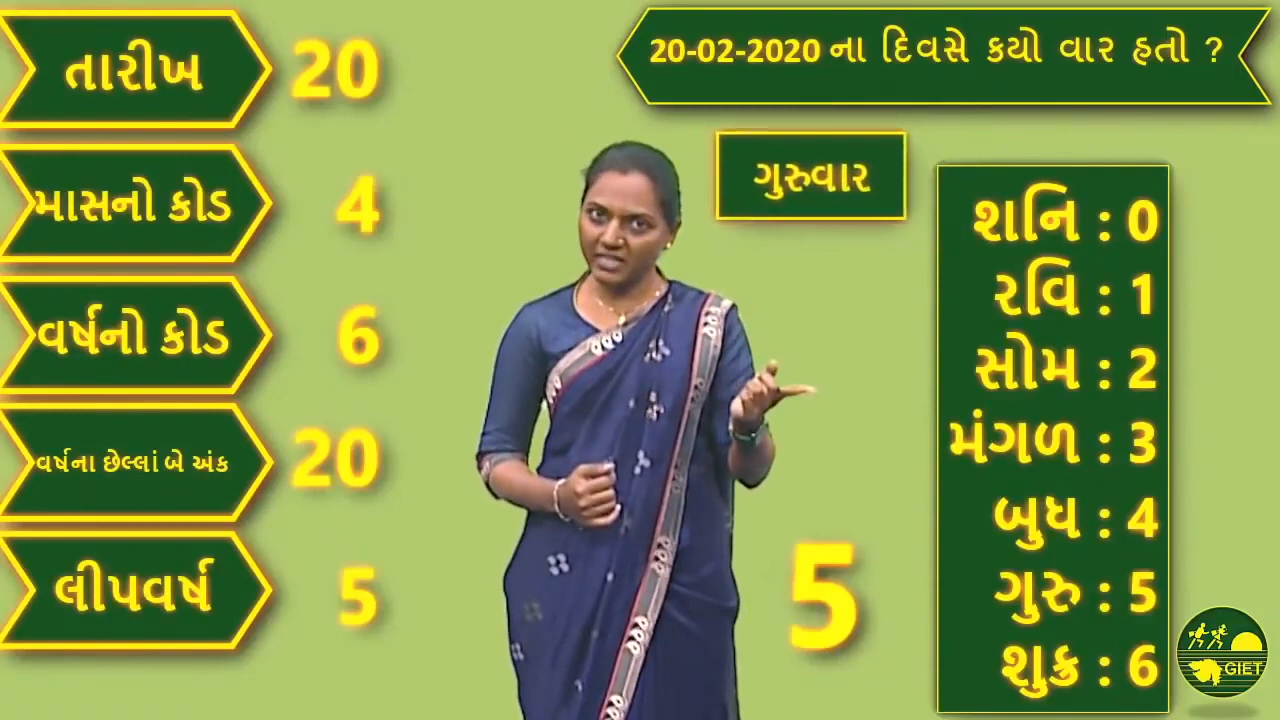 તારીખ 20
માસનો કોડ 4
વર્ષનો કોડ 6
વર્ષના છેલ્લાં બે અંક 20
લીપવર્ષ 5
20-02-2020 ના દિવસે કયો વાર હતો ?
ગુરુવાર
5
શનિ : 0
રવિ : 1
સોમ : 2
મંગળ : 3
બુધ : 4
ગુરુ : 5
શુક્ર : 6
GIET